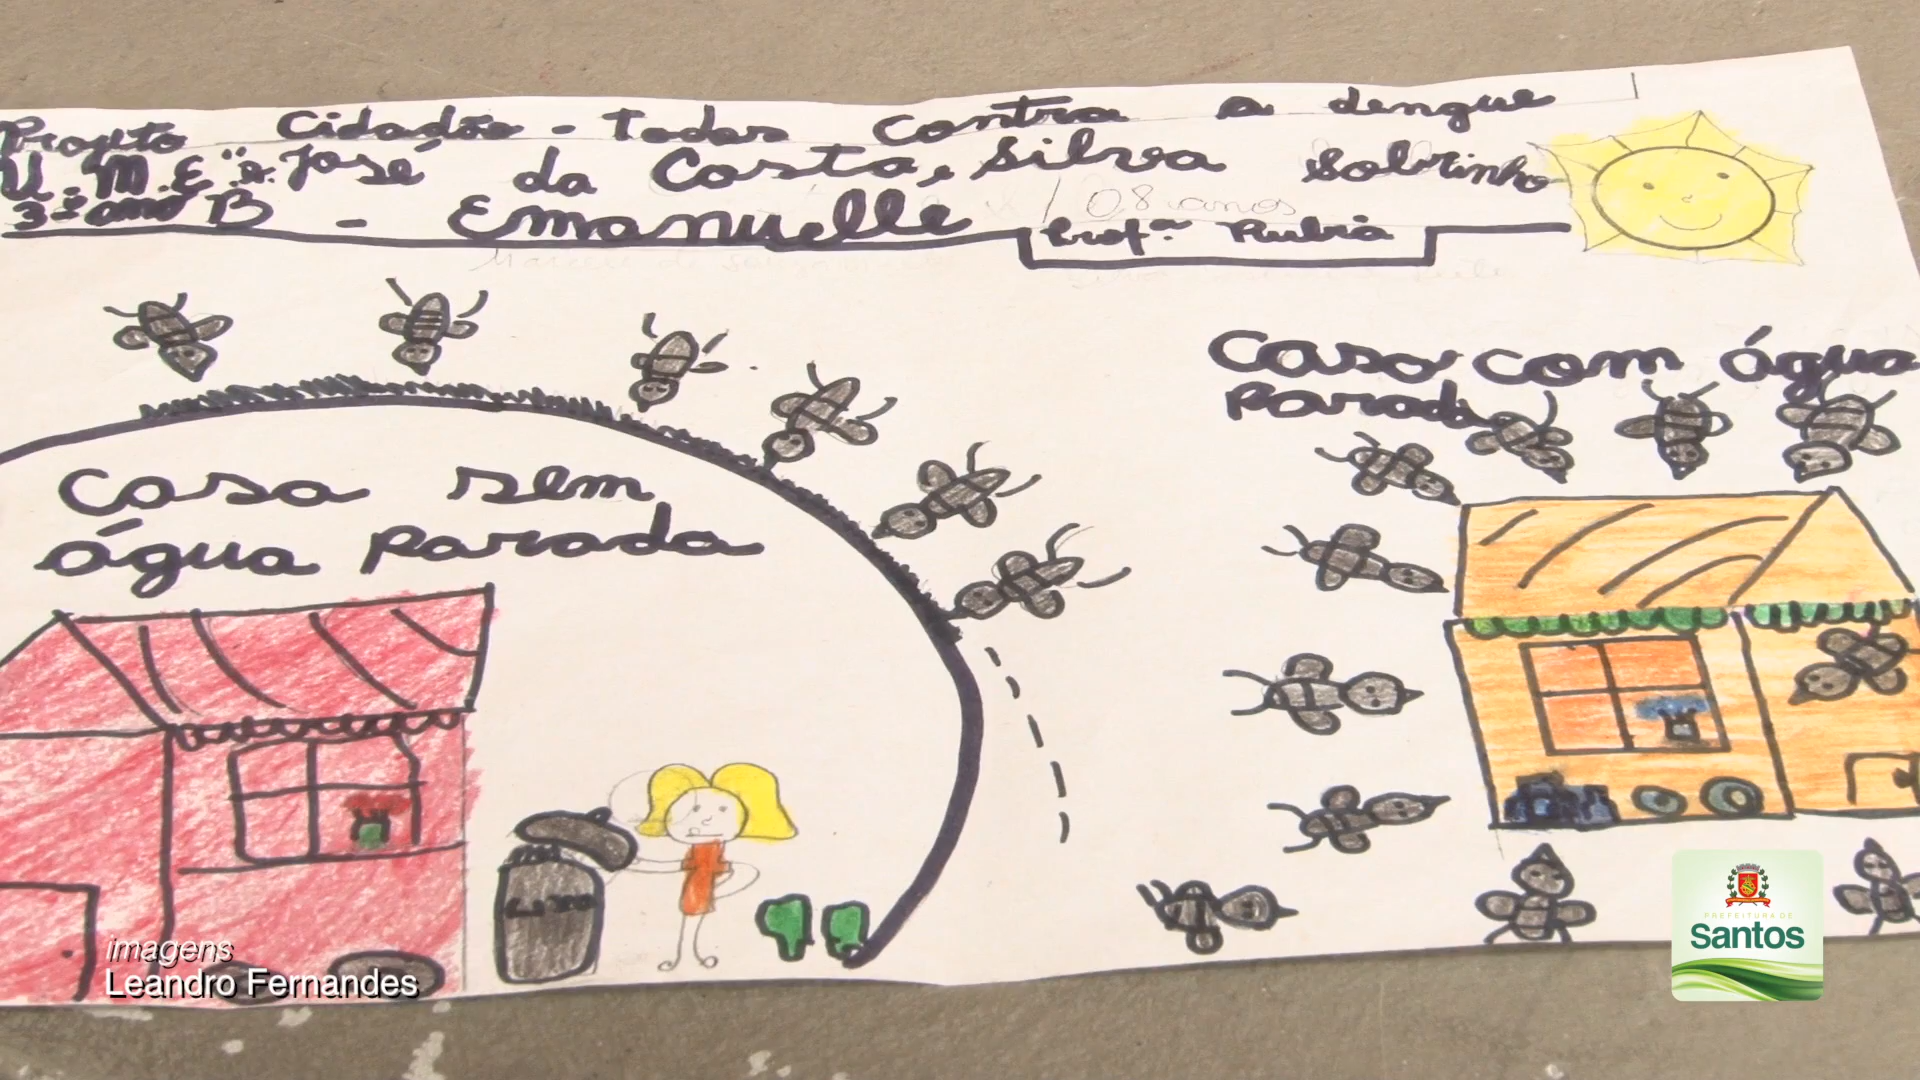 Projeto Cidadão - Todos contra a dengue
U.M.E "Dr. José da Costa, Silva Sobrinho
3º ano B - Emanuelle / 08 anos
Profª Rubia
Casa com água
Parada
Casa sem
água Parada
LIXO
imagens
Leandro Fernandes
PREFEITURA DE
Santos